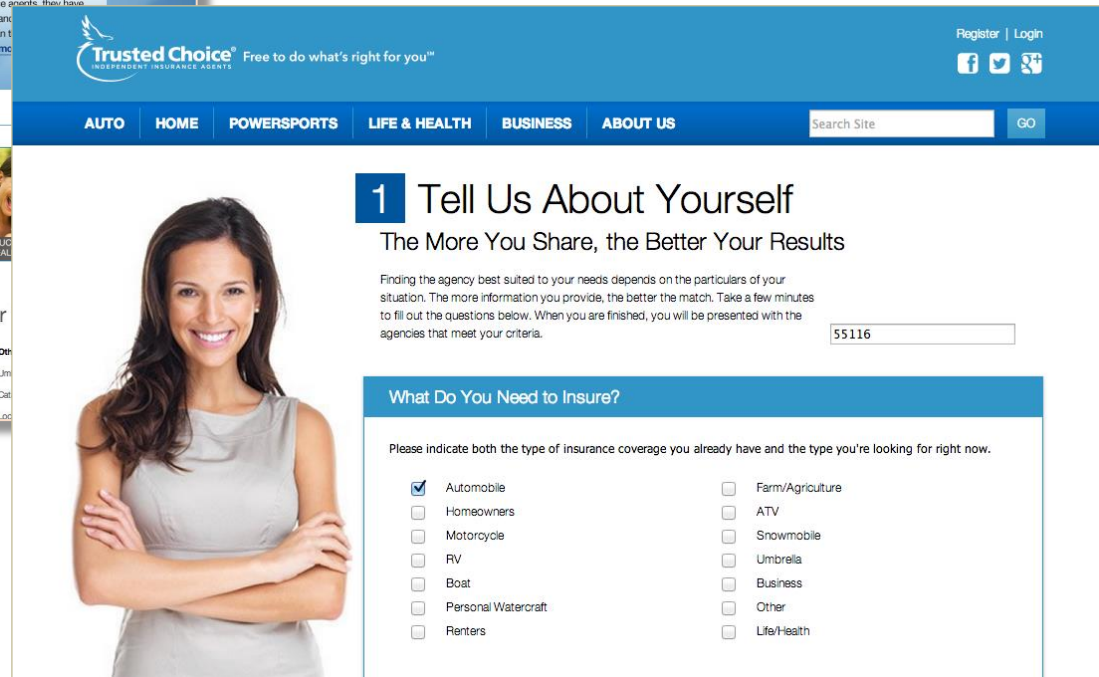 re agents, they have
Trusted Choice®
INDEPENDENT INSURANCE AGENTS
Free to do what's right for you℠
Register | Login
AUTO
HOME
POWERSPORTS
LIFE & HEALTH
BUSINESS
ABOUT US
Search Site
GO
1 Tell Us About Yourself
The More You Share, the Better Your Results
Finding the agency best suited to your needs depends on the particulars of your
situation. The more information you provide, the better the match. Take a few minutes
to fill out the questions below. When you are finished, you will be presented with the
agencies that meet your criteria.
55116
What Do You Need to Insure?
Please indicate both the type of insurance coverage you already have and the type you're looking for right now.
Automobile
Homeowners
Motorcycle
RV
Boat
Personal Watercraft
Renters
Farm/Agriculture
ATV
Snowmobile
Umbrella
Business
Other
Life/Health